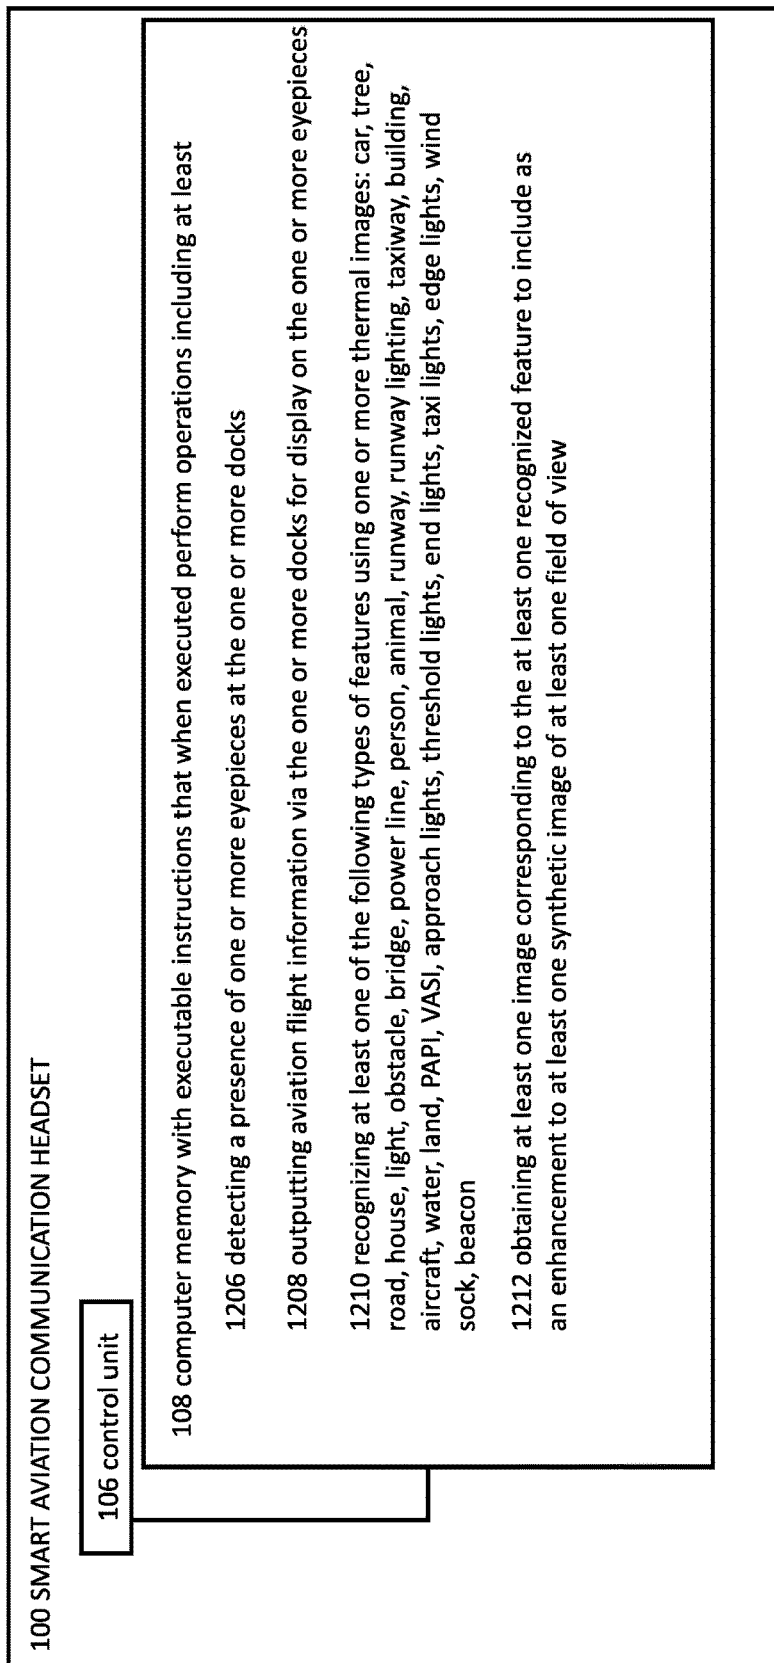 100 SMART AVIATION COMMUNICATION HEADSET
106 control unit
108 computer memory with executable instructions that when executed perform operations including at least
1206 detecting a presence of one or more eyepieces at the one or more docks
1208 outputting aviation flight information via the one or more docks for display on the one or more eyepieces
1210 recognizing at least one of the following types of features using one or more thermal images: car, tree,
road, house, light, obstacle, bridge, power line, person, animal, runway, runway lighting, taxiway, building,
aircraft, water, land, PAPI, VASI, approach lights, threshold lights, end lights, taxi lights, edge lights, wind
sock, beacon
1212 obtaining at least one image corresponding to the at least one recognized feature to include as
an enhancement to at least one synthetic image of at least one field of view